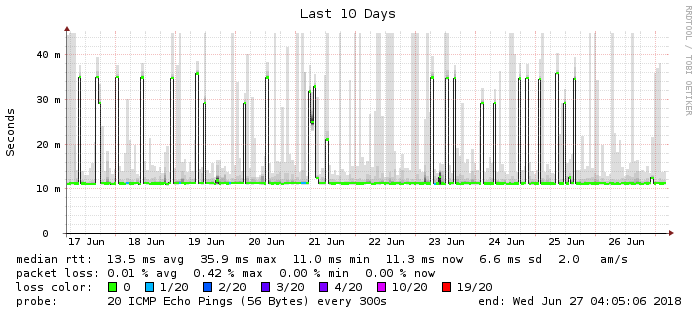 Last 10 Days
RRDTOOL / TOBI OETIKER
Seconds
40 m
30 m
20 m
10 m
0
17 Jun 18 Jun 19 Jun 20 Jun 21 Jun 22 Jun 23 Jun 24 Jun 25 Jun 26 Jun
median rtt: 13.5 ms avg 35.9 ms max 11.0 ms min 11.3 ms now 6.6 ms sd 2.0 am/s
packet loss: 0.01 % avg 0.42 % max 0.00 % min 0.00 % now
loss color: 0 1/20 2/20 3/20 4/20 10/20 19/20
probe: 20 ICMP Echo Pings (56 Bytes) every 300s end: Wed Jun 27 04:05:06 2018